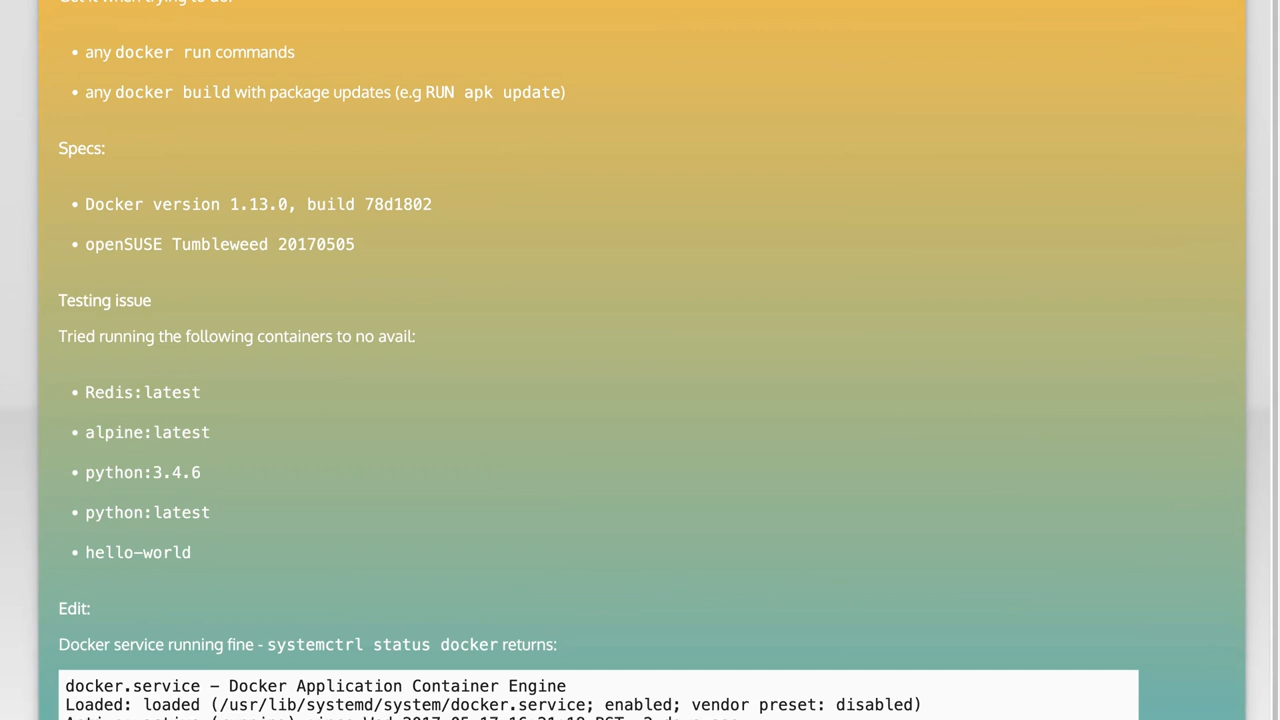 any docker run commands
any docker build with package updates (e.g RUN apk update)
Specs:
Docker version 1.13.0, build 78d1802
openSUSE Tumbleweed 20170505
Testing issue
Tried running the following containers to no avail:
Redis:latest
alpine:latest
python:3.4.6
python:latest
hello-world
Edit:
Docker service running fine - systemctrl status docker returns:
docker.service - Docker Application Container Engine
Loaded: loaded (/usr/lib/systemd/system/docker.service; enabled; vendor preset: disabled)